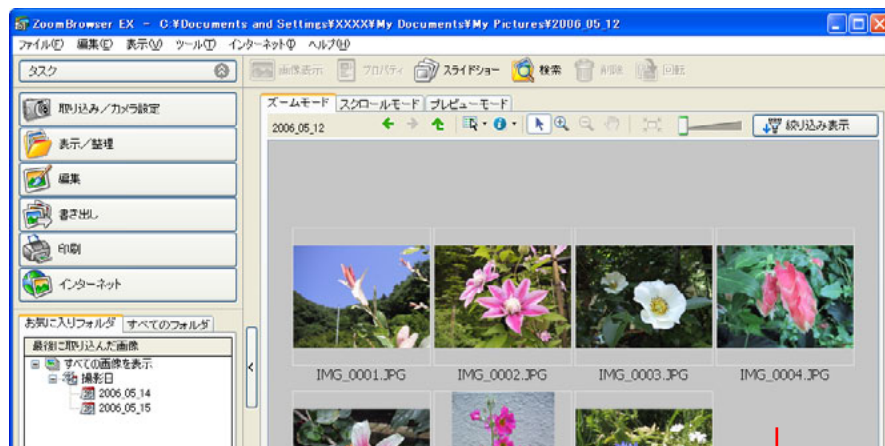 ZoomBrowser EX - C:¥Documents and Settings¥XXXX¥My Documents¥My Pictures¥2006_05_12
ファイル(F) 編集(E) 表示(V) ツール(T) インターネット(I) ヘルプ(H)
タスク
画像表示 プロパティ スライドショー 検索 削除 回転
取り込み/カメラ設定
表示/整理
編集
書き出し
印刷
インターネット
ズームモード スクロールモード プレビューモード
2006_05_12
絞り込み表示
IMG_0001.JPG IMG_0002.JPG IMG_0003.JPG IMG_0004.JPG
お気に入りフォルダ すべてのフォルダ
最後に取り込んだ画像
すべての画像を表示
撮影日
2006_05_14
2006_05_15